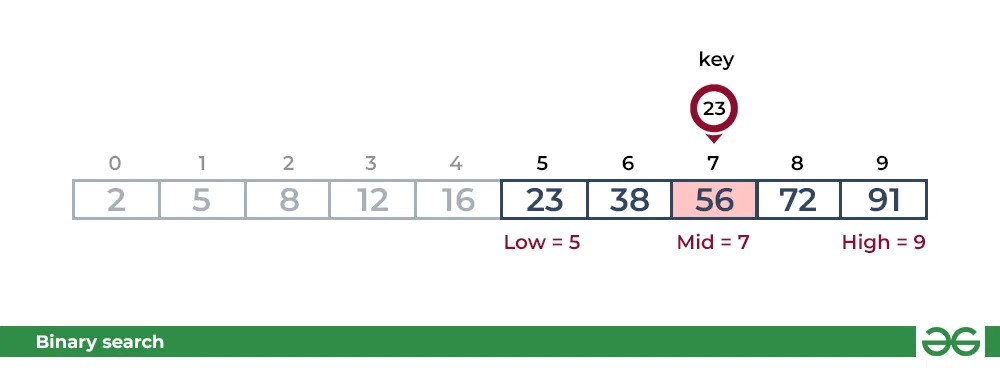 key
23
0 1 2 3 4 5 6 7 8 9
2 5 8 12 16 23 38 56 72 91
Low = 5 Mid = 7 High = 9
Binary search